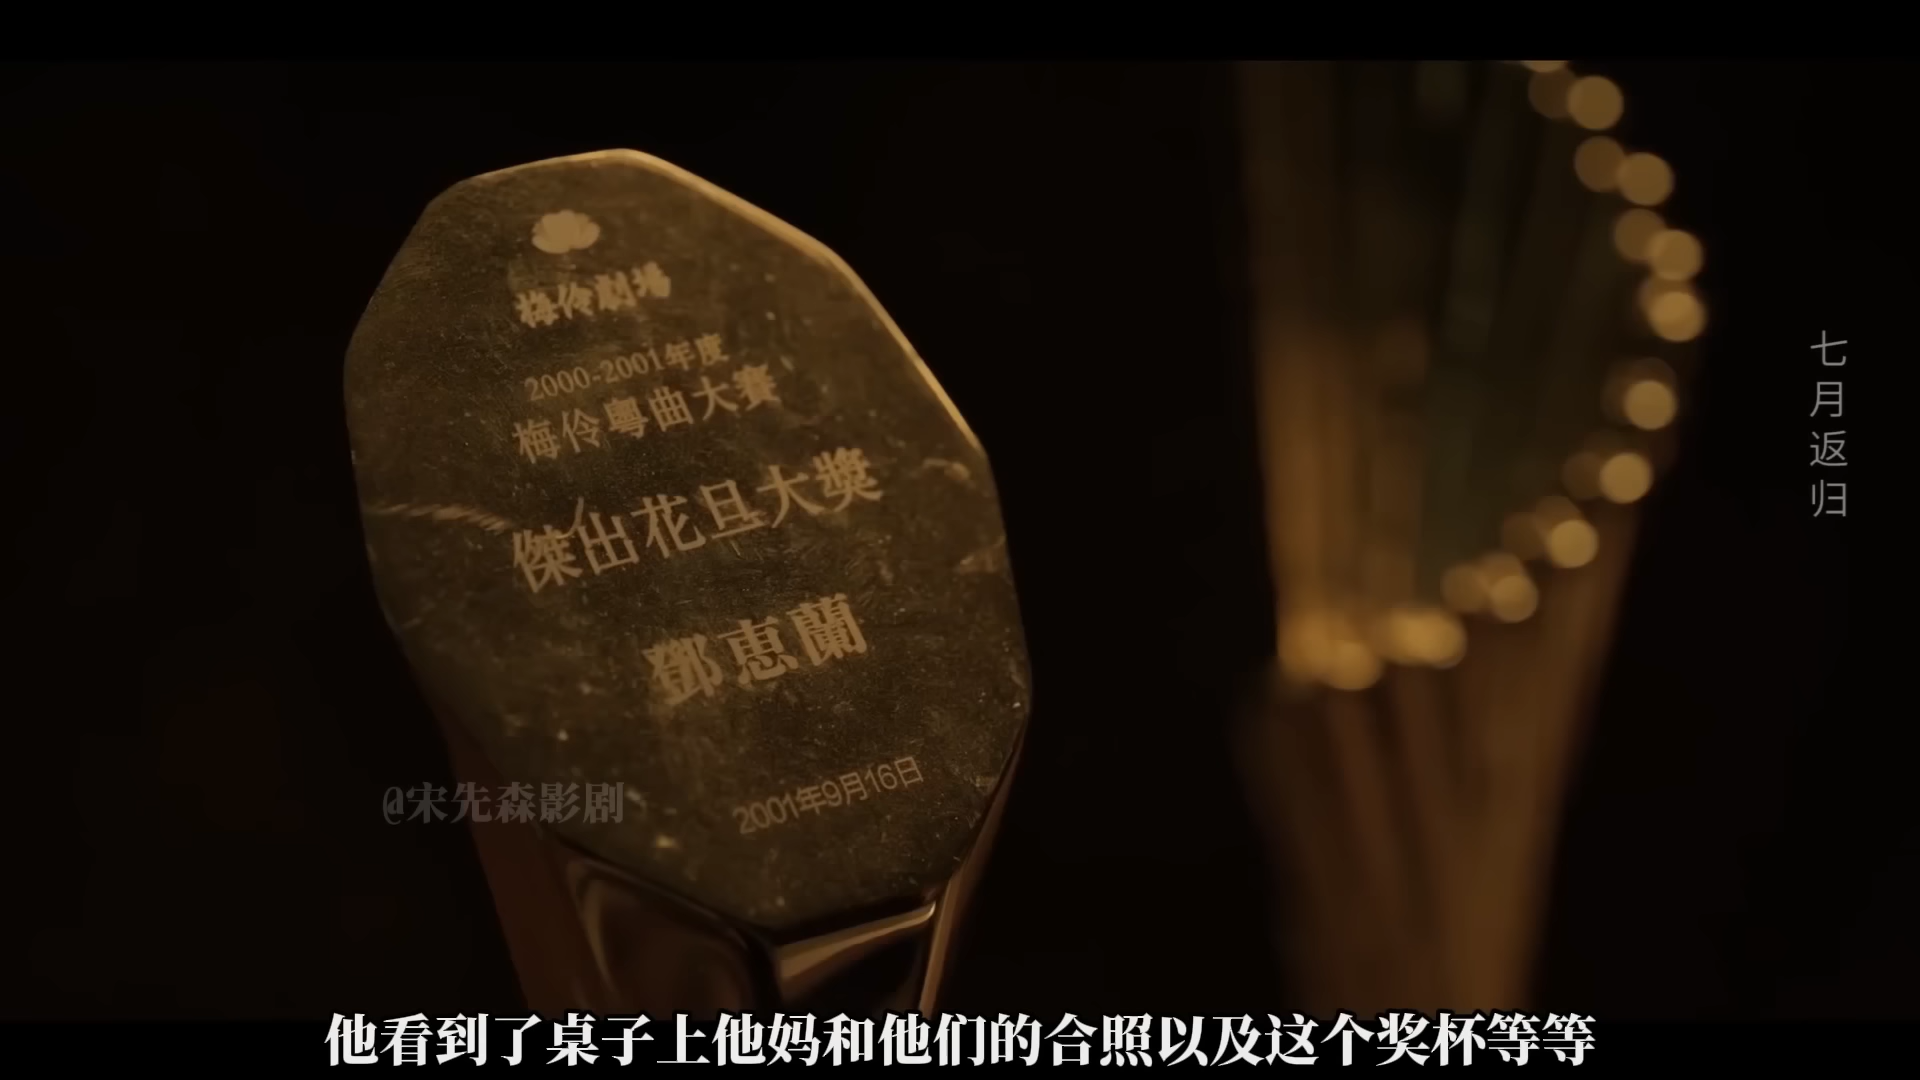 梅伶劇場
2000-2001年度
梅伶粵曲大賽
傑出花旦大獎
鄧惠蘭
2001年9月16日
七月返归
@宋先森影剧
他看到了桌子上他妈和他们的合照以及这个奖杯等等